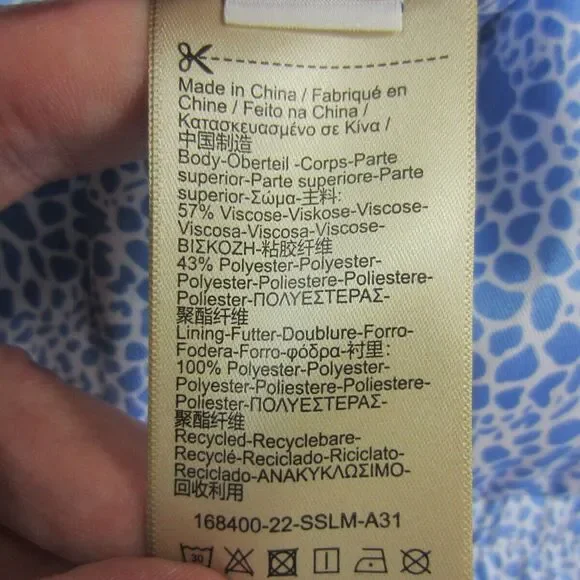 Made in China / Fabriqué en
Chine / Feito na China /
Κατασκευασμένο σε Κίνα /
中国制造
Body-Oberteil -Corps-Parte
superior-Parte superiore-Parte
superior-Σώμα-主料:
57% Viscose-Viskose-Viscose-
Viscosa-Viscosa-Viscose-
ΒΙΣΚΟΖΗ-粘胶纤维
43% Polyester-Polyester-
Polyester-Poliestere-Poliestere-
Poliester-ΠΟΛΥΕΣΤΕΡΑΣ-
聚酯纤维
Lining-Futter-Doublure-Forro-
Fodera-Forro-φόδρα-衬里:
100% Polyester-Polyester-
Polyester-Poliestere-Poliestere-
Poliester-ΠΟΛΥΕΣΤΕΡΑΣ-
聚酯纤维
Recycled-Recyclebare-
Recyclé-Reciclado-Riciclato-
Reciclado-ΑΝΑΚΥΚΛΩΣΙΜΟ-
回收利用
168400-22-SSLM-A31
30